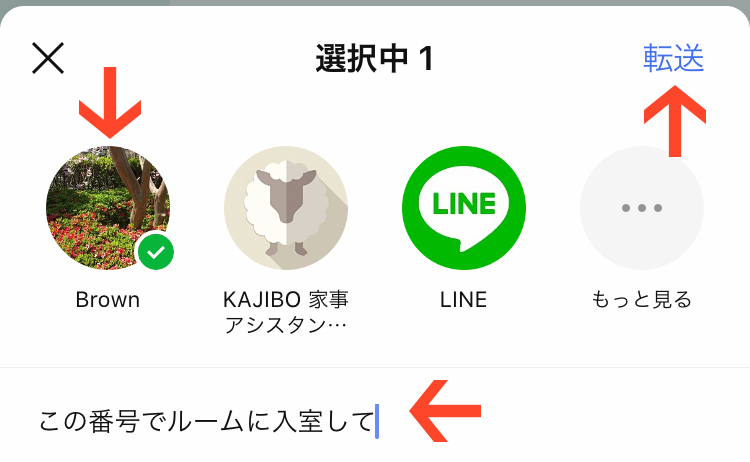 選択中 1
転送
LINE
Brown
KAJIBO 家事
アシスタン…
LINE
もっと見る
この番号でルームに入室して